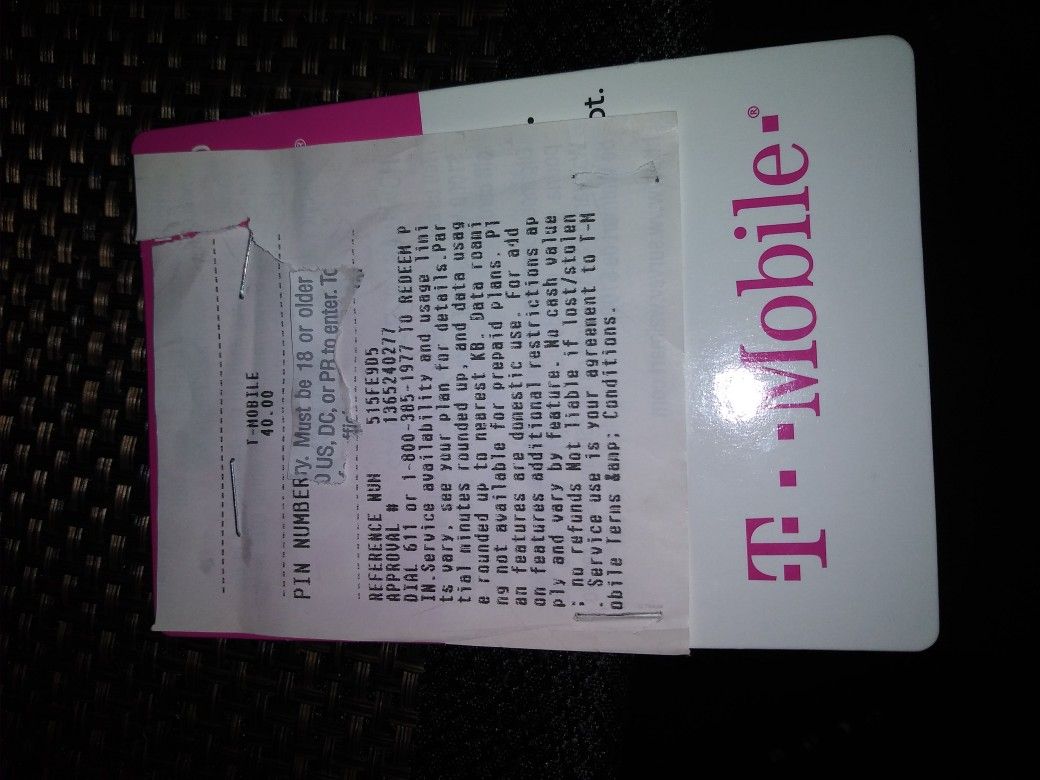 T-MOBILE
40.00
PIN NUMBER
ry. Must be 18 or older
US, DC, or PR to enter. To
REFERENCE NUM 515FE9D5
APPROVAL # 1365240277
DIAL 611 or 1-800-385-1977 TO REDEEM P
IN.Service availability and usage limi
ts vary, see your plan for details.Par
tial minutes rounded up, and data usag
e rounded up to nearest KB. Data roami
ng not available for prepaid plans. Pl
an features are domestic use. For add
on features additional restrictions ap
ply and vary by feature. No cash value
; no refunds Not liable if lost/stolen
. Service use is your agreement to T-M
obile Terms &amp; Conditions.
ot.
T··Mobile·®